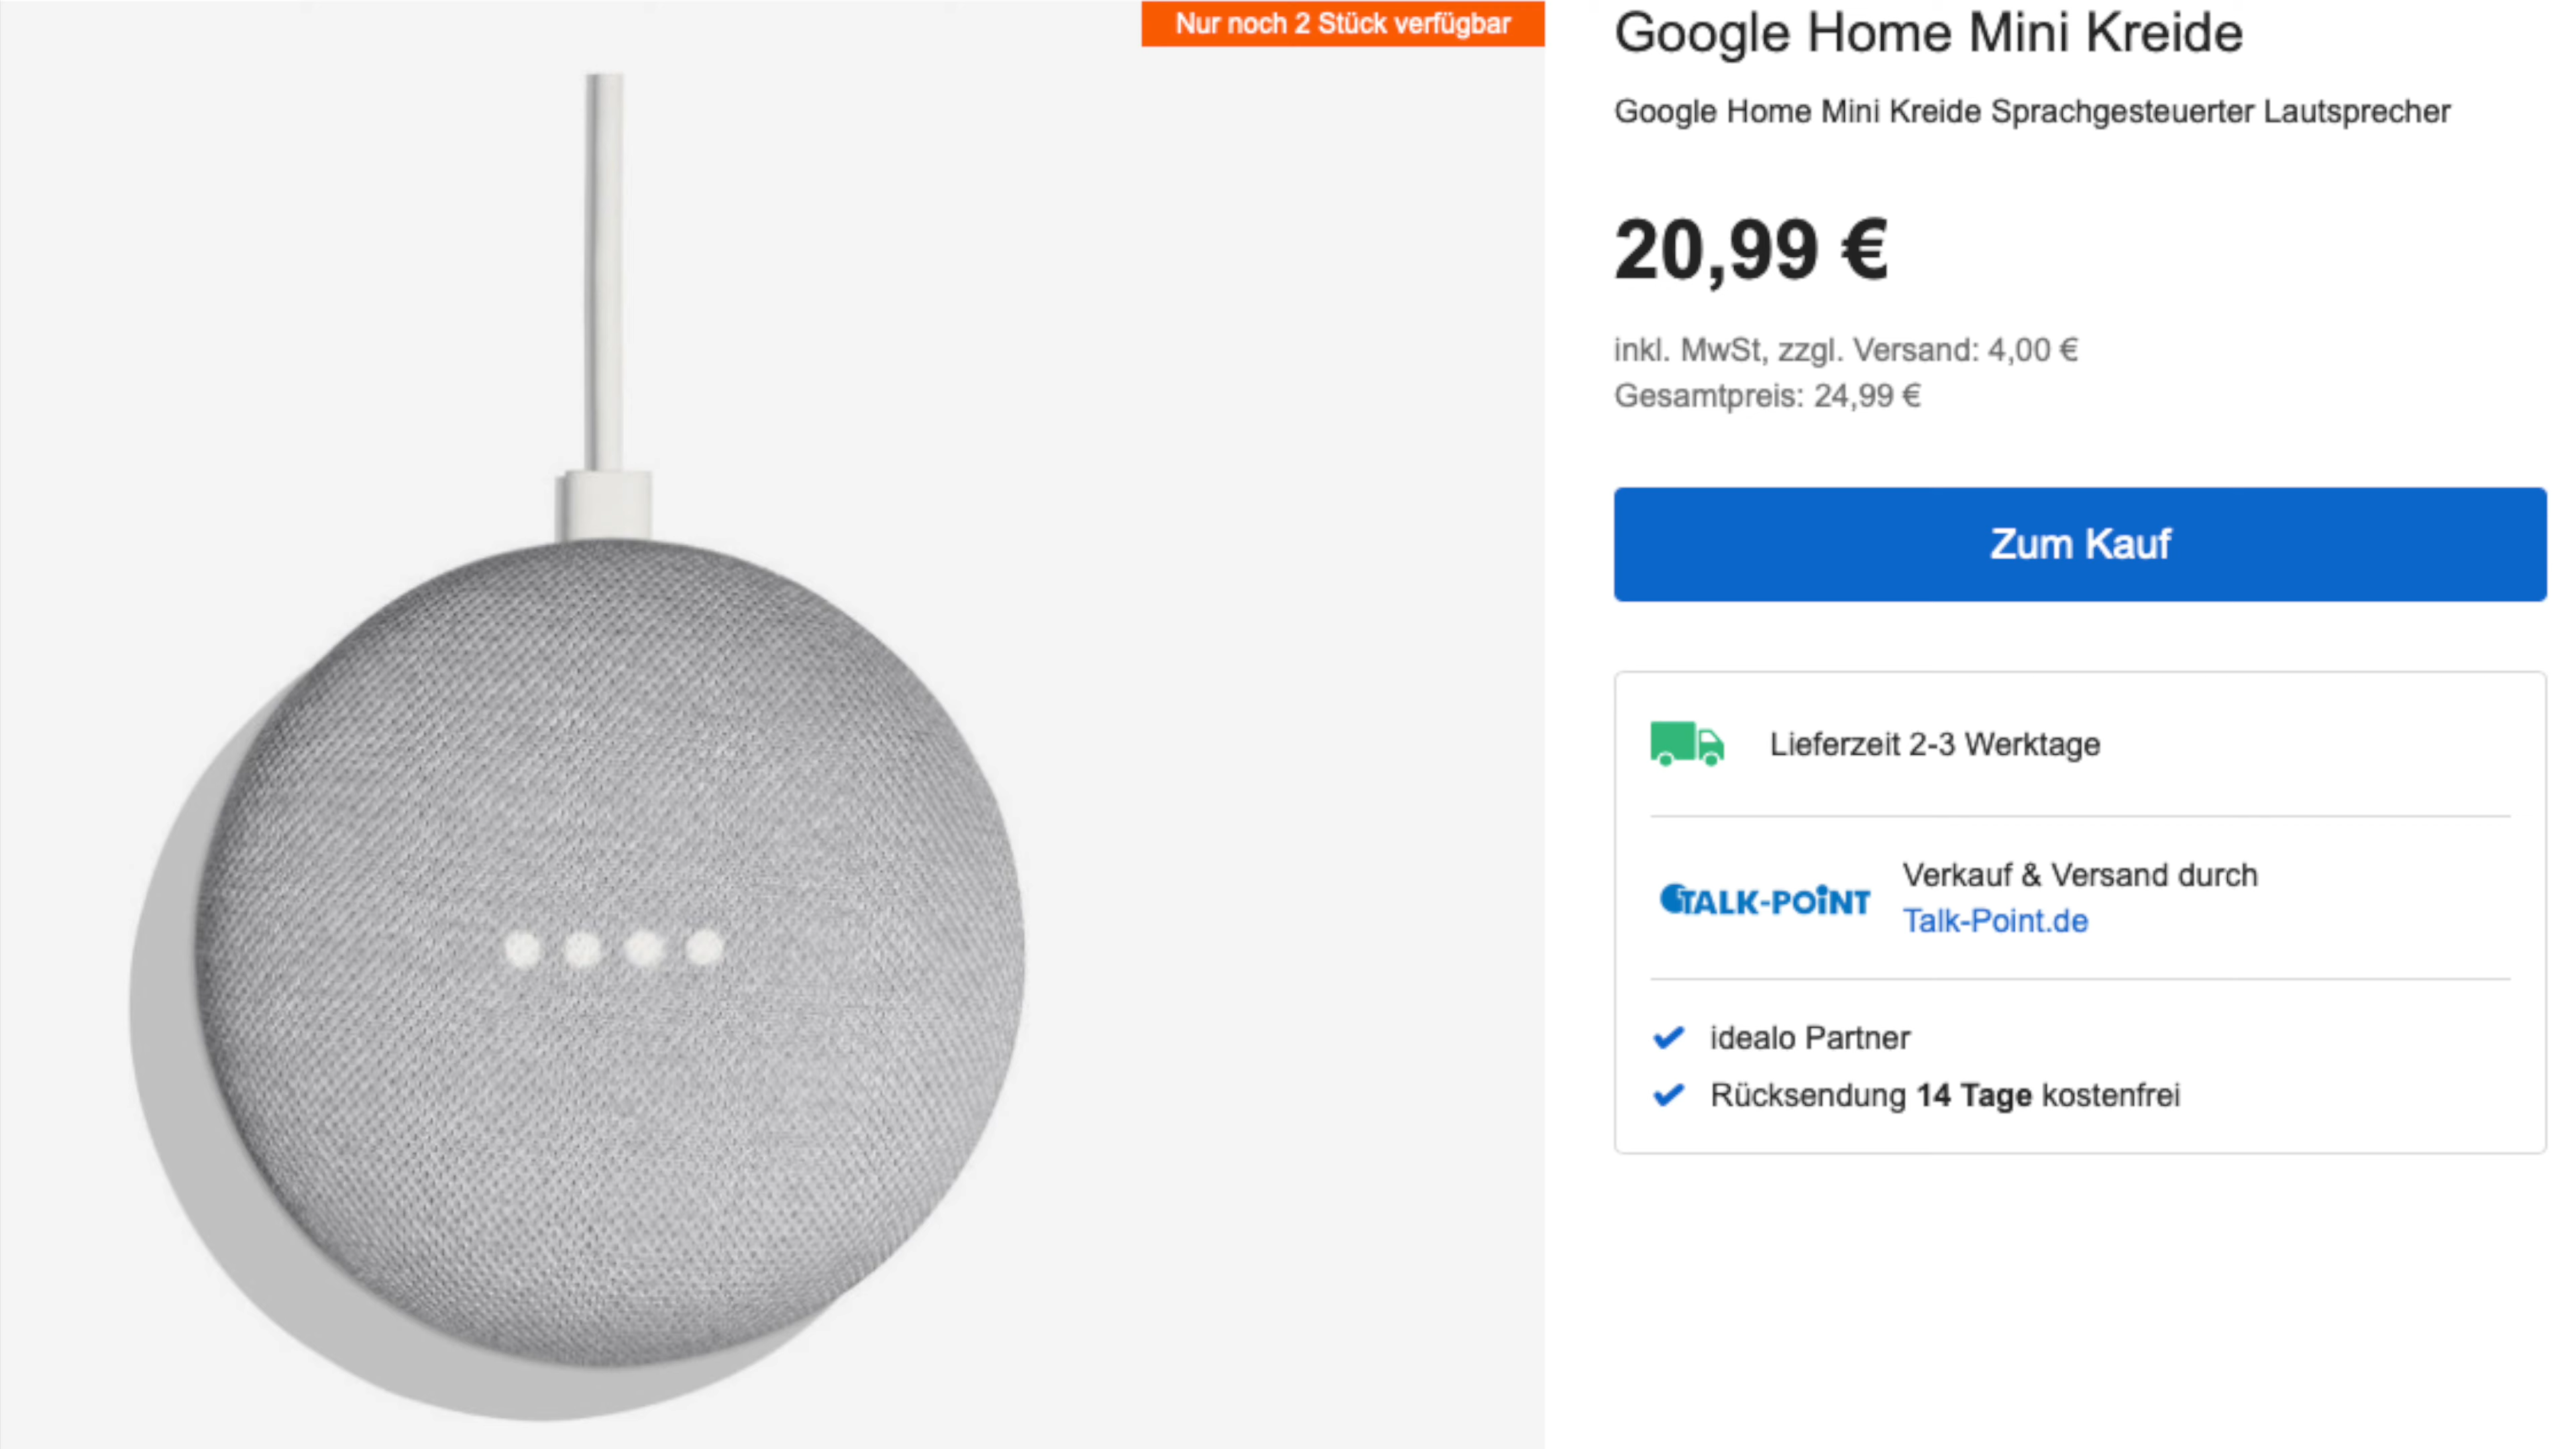 Nur noch 2 Stück verfügbar
Google Home Mini Kreide
Google Home Mini Kreide Sprachgesteuerter Lautsprecher
20,99 €
inkl. MwSt, zzgl. Versand: 4,00 €
Gesamtpreis: 24,99 €
Zum Kauf
Lieferzeit 2-3 Werktage
TALK-POiNT
Verkauf & Versand durch
Talk-Point.de
idealo Partner
Rücksendung 14 Tage kostenfrei